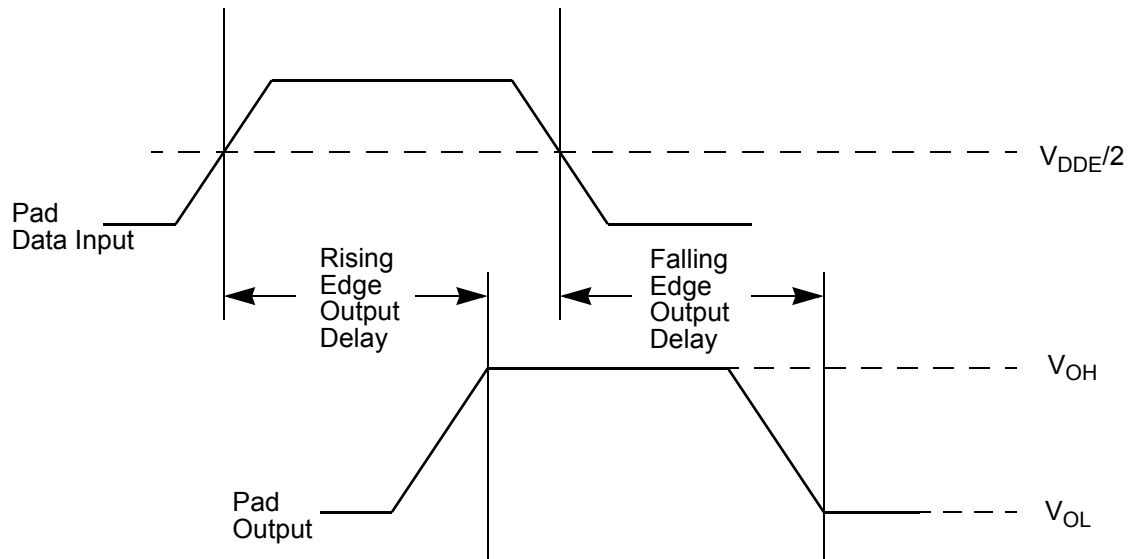 V_DDE/2
Pad
Data Input
Rising
Edge
Output
Delay
Falling
Edge
Output
Delay
V_OH
Pad
Output
V_OL